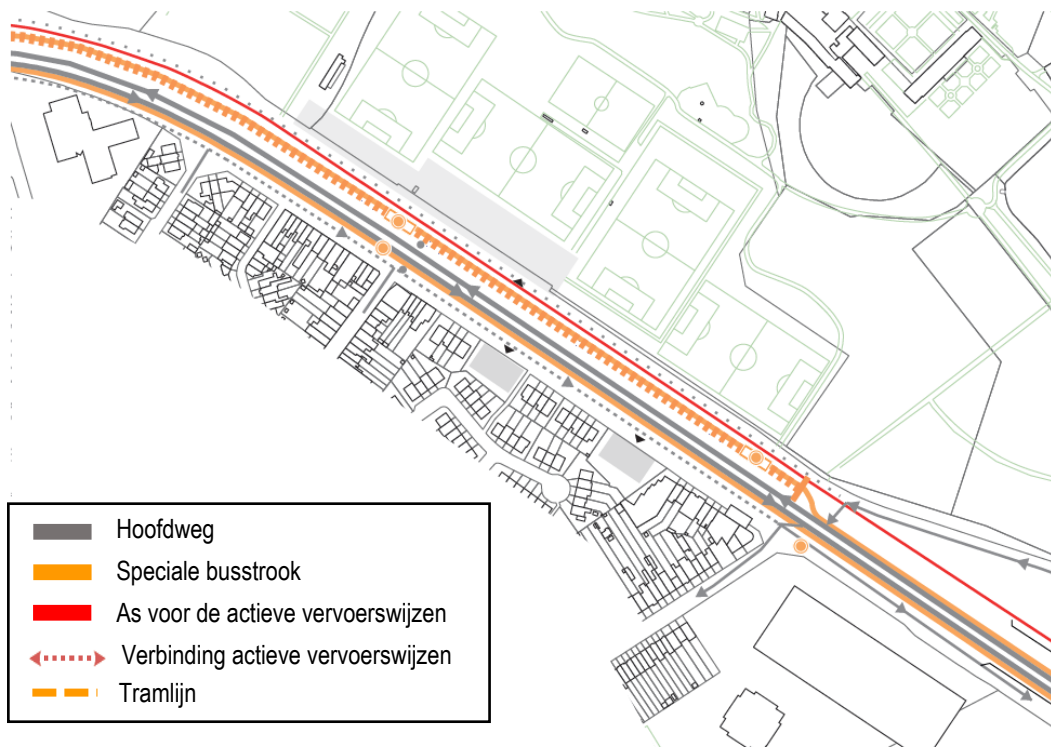 Hoofdweg
Speciale busstrook
As voor de actieve vervoerswijzen
Verbinding actieve vervoerswijzen
Tramlijn